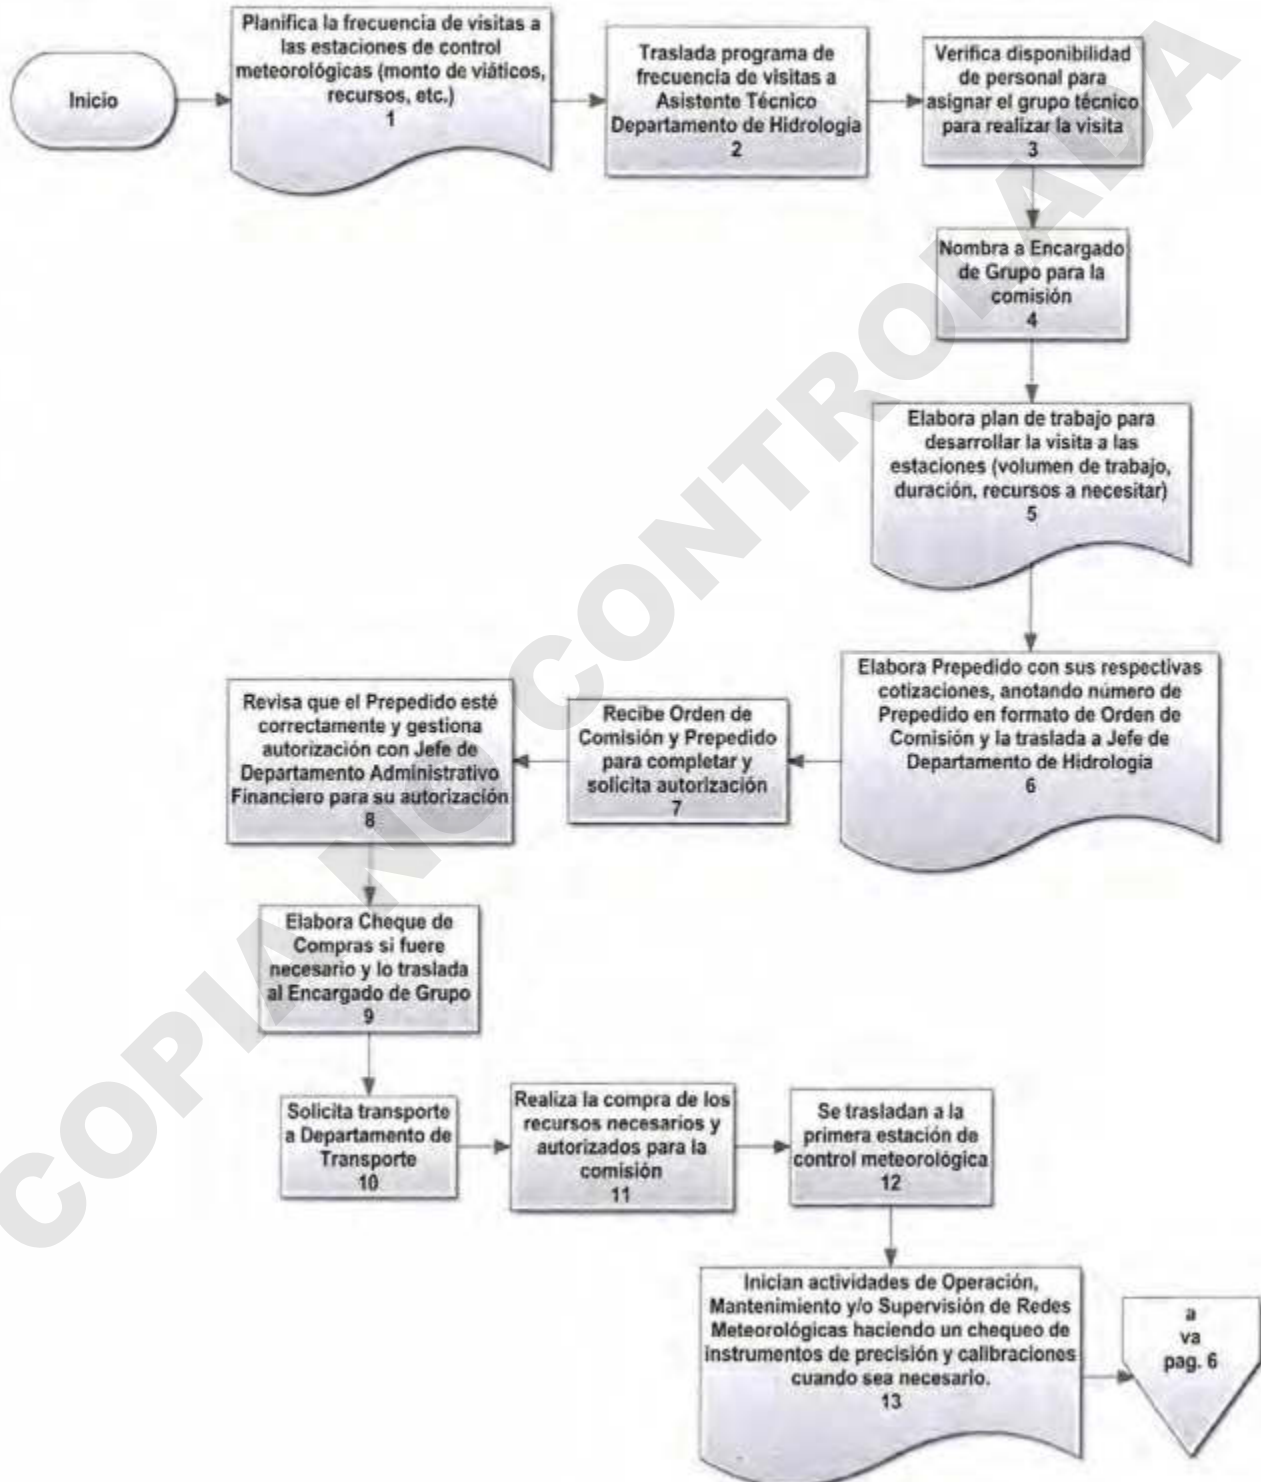 Inicio
Planifica la frecuencia de visitas a
las estaciones de control
meteorológicas (monto de viáticos,
recursos, etc.)
1
Traslada programa de
frecuencia de visitas a
Asistente Técnico
Departamento de Hidrología
2
Verifica disponibilidad
de personal para
asignar el grupo técnico
para realizar la visita
3
Nombra a Encargado
de Grupo para la
comisión
4
Elabora plan de trabajo para
desarrollar la visita a las
estaciones (volumen de trabajo,
duración, recursos a necesitar)
5
Elabora Prepedido con sus respectivas
cotizaciones, anotando número de
Prepedido en formato de Orden de
Comisión y la traslada a Jefe de
Departamento de Hidrología
6
Recibe Orden de
Comisión y Prepedido
para completar y
solicita autorización
7
Revisa que el Prepedido esté
correctamente y gestiona
autorización con Jefe de
Departamento Administrativo
Financiero para su autorización
8
Elabora Cheque de
Compras si fuere
necesario y lo traslada
al Encargado de Grupo
9
Solicita transporte
a Departamento de
Transporte
10
Realiza la compra de los
recursos necesarios y
autorizados para la
comisión
11
Se trasladan a la
primera estación de
control meteorológica
12
Inician actividades de Operación,
Mantenimiento y/o Supervisión de Redes
Meteorológicas haciendo un chequeo de
instrumentos de precisión y calibraciones
cuando sea necesario.
13
a
va
pag. 6
COPIA NO CONTROLADA